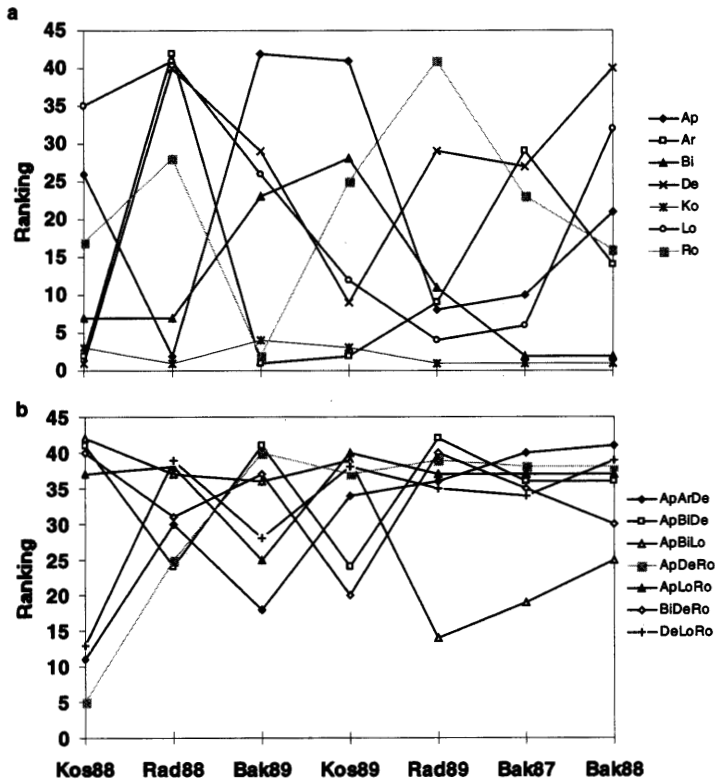 a
45
40
35
30
25
20
15
10
5
0
Ranking
Ap
Ar
Bi
De
Ko
Lo
Ro
b
45
40
35
30
25
20
15
10
5
0
Ranking
ApArDe
ApBiDe
ApBiLo
ApDeRo
ApLoRo
BiDeRo
DeLoRo
Kos88 Rad88 Bak89 Kos89 Rad89 Bak87 Bak88